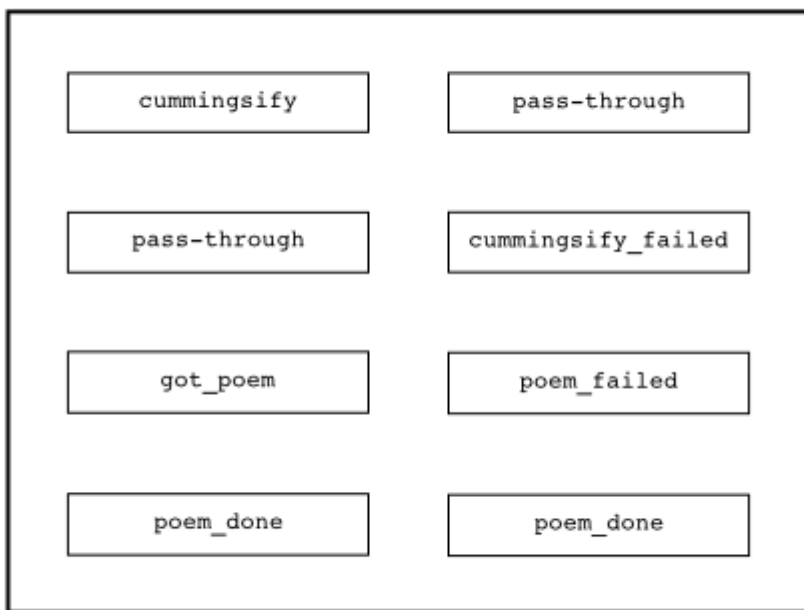 cummingsify pass-through
pass-through cummingsify_failed
got_poem poem_failed
poem_done poem_done